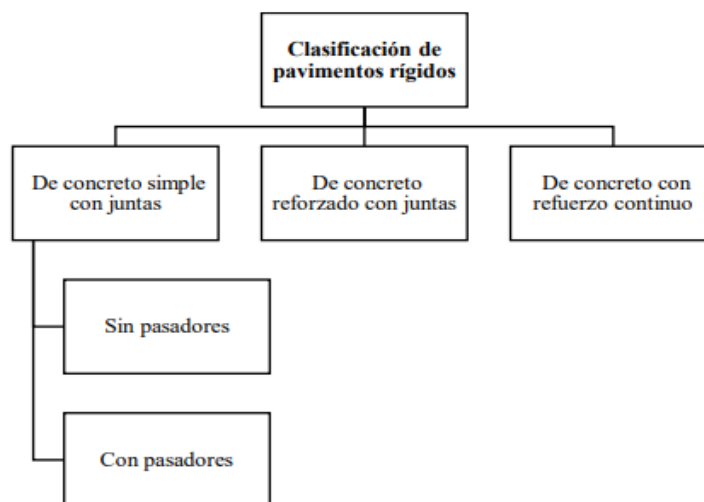 Clasificación de
pavimentos rígidos
De concreto simple
con juntas
De concreto
reforzado con juntas
De concreto con
refuerzo continuo
Sin pasadores
Con pasadores